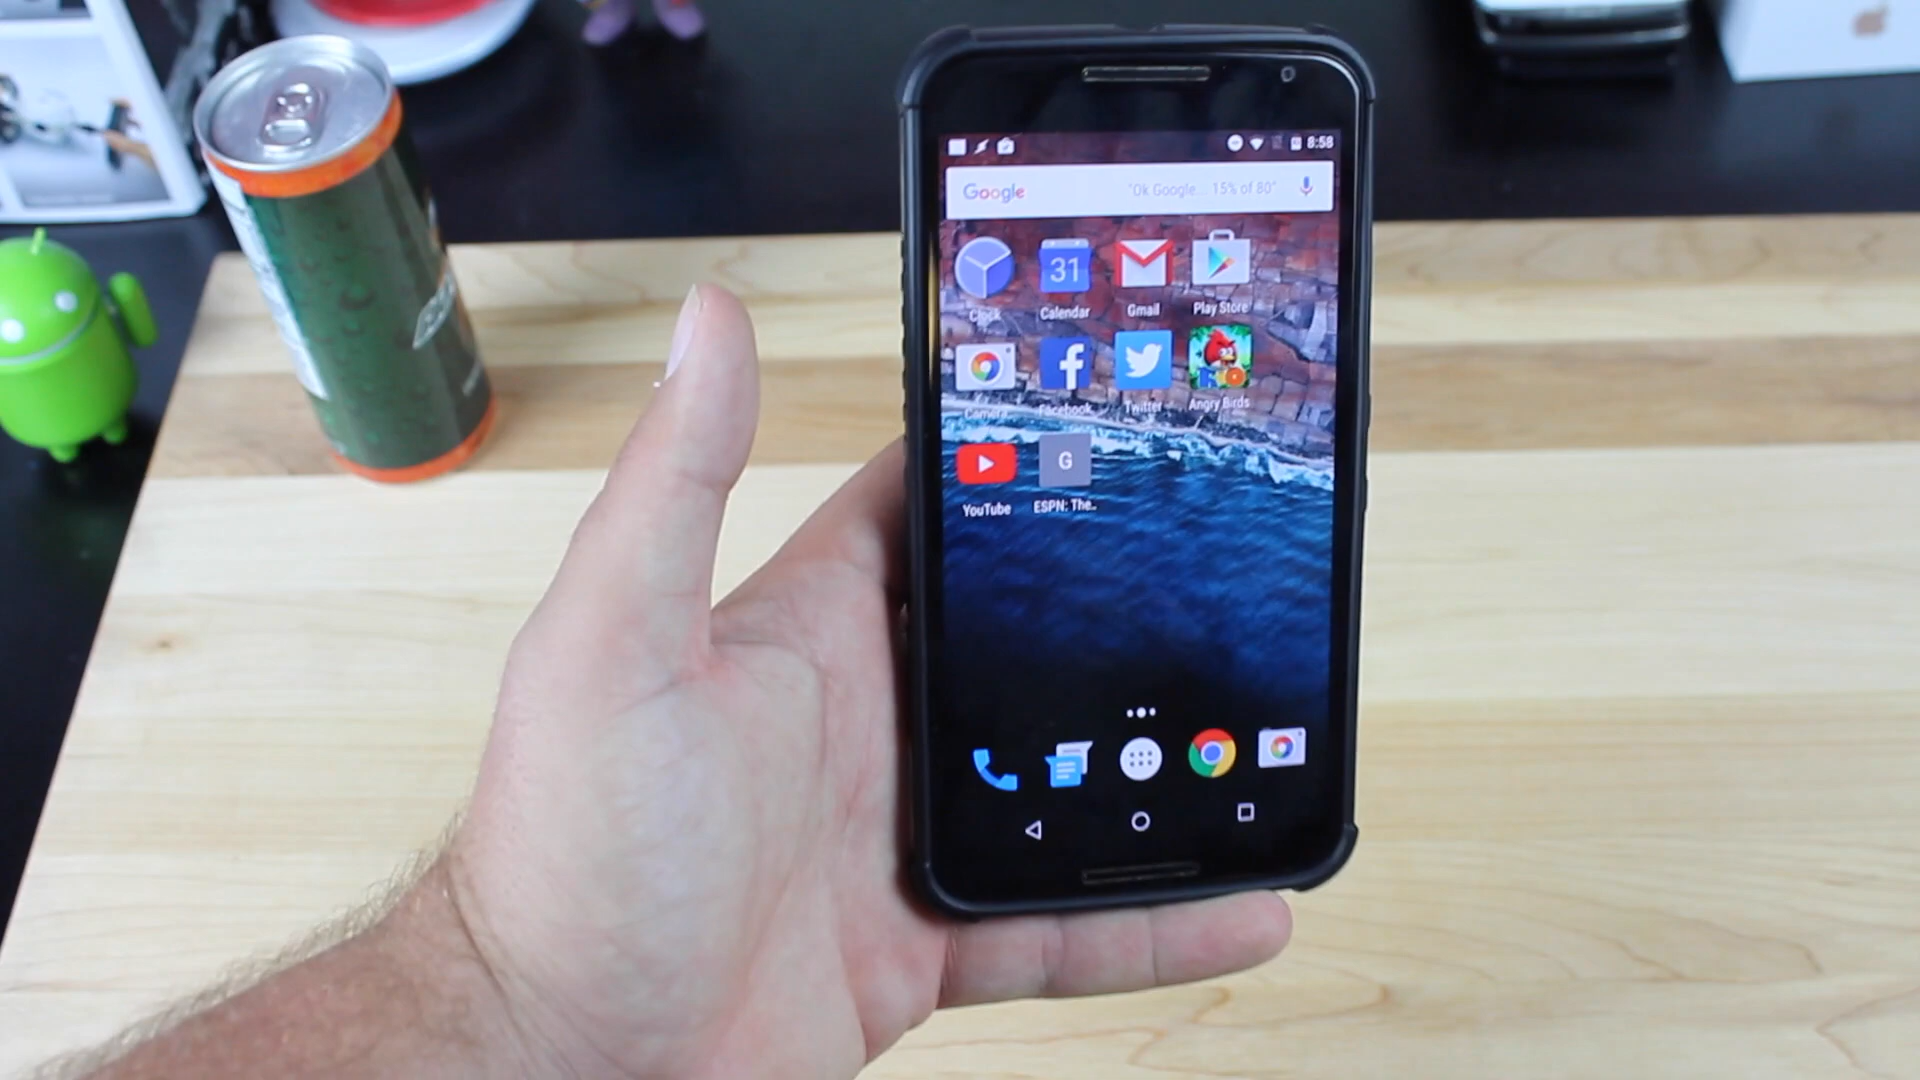 8:58
Google "Ok Google... 15% of 80"
31
Clock Calendar Gmail Play Store
Camera Facebook Twitter Angry Birds
RIO
G
YouTube ESPN: The..